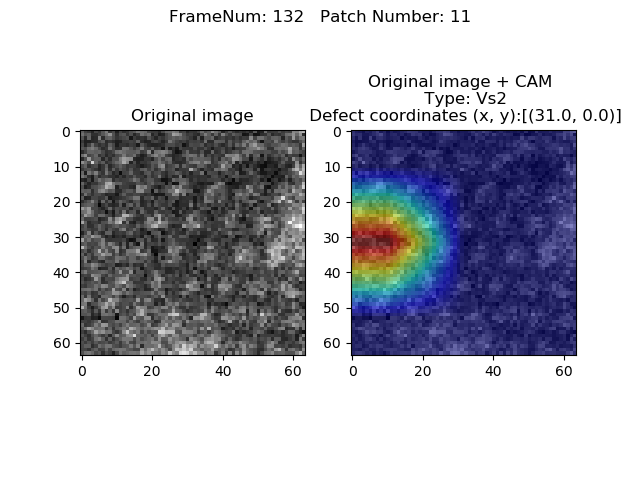 FrameNum: 132   Patch Number: 11
Original image
Original image + CAM
Type: Vs2
Defect coordinates (x, y):[(31.0, 0.0)]
0
10
20
30
40
50
60
0 20 40 60
0
10
20
30
40
50
60
0 20 40 60